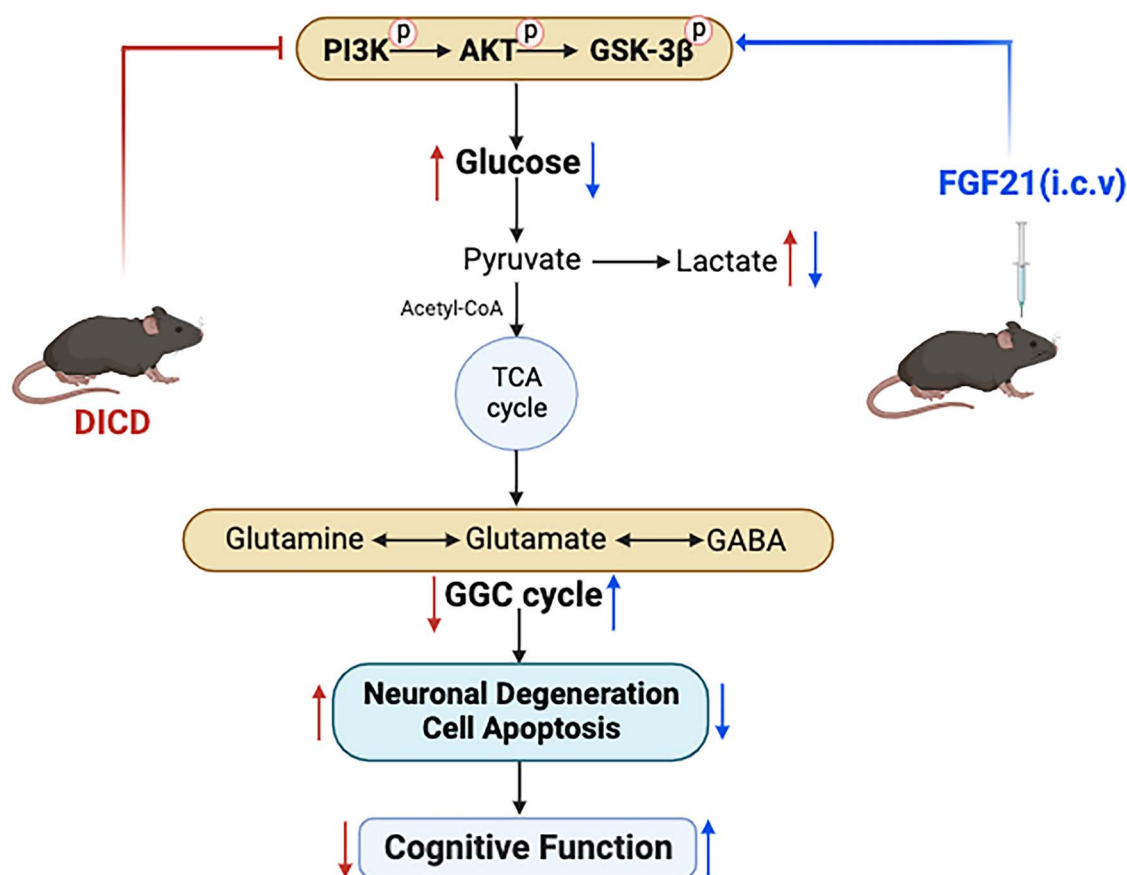 p p p
PI3K AKT GSK-3β
Glucose
FGF21(i.c.v)
Pyruvate Lactate
Acetyl-CoA
TCA
cycle
DICD
Glutamine Glutamate GABA
GGC cycle
Neuronal Degeneration
Cell Apoptosis
Cognitive Function